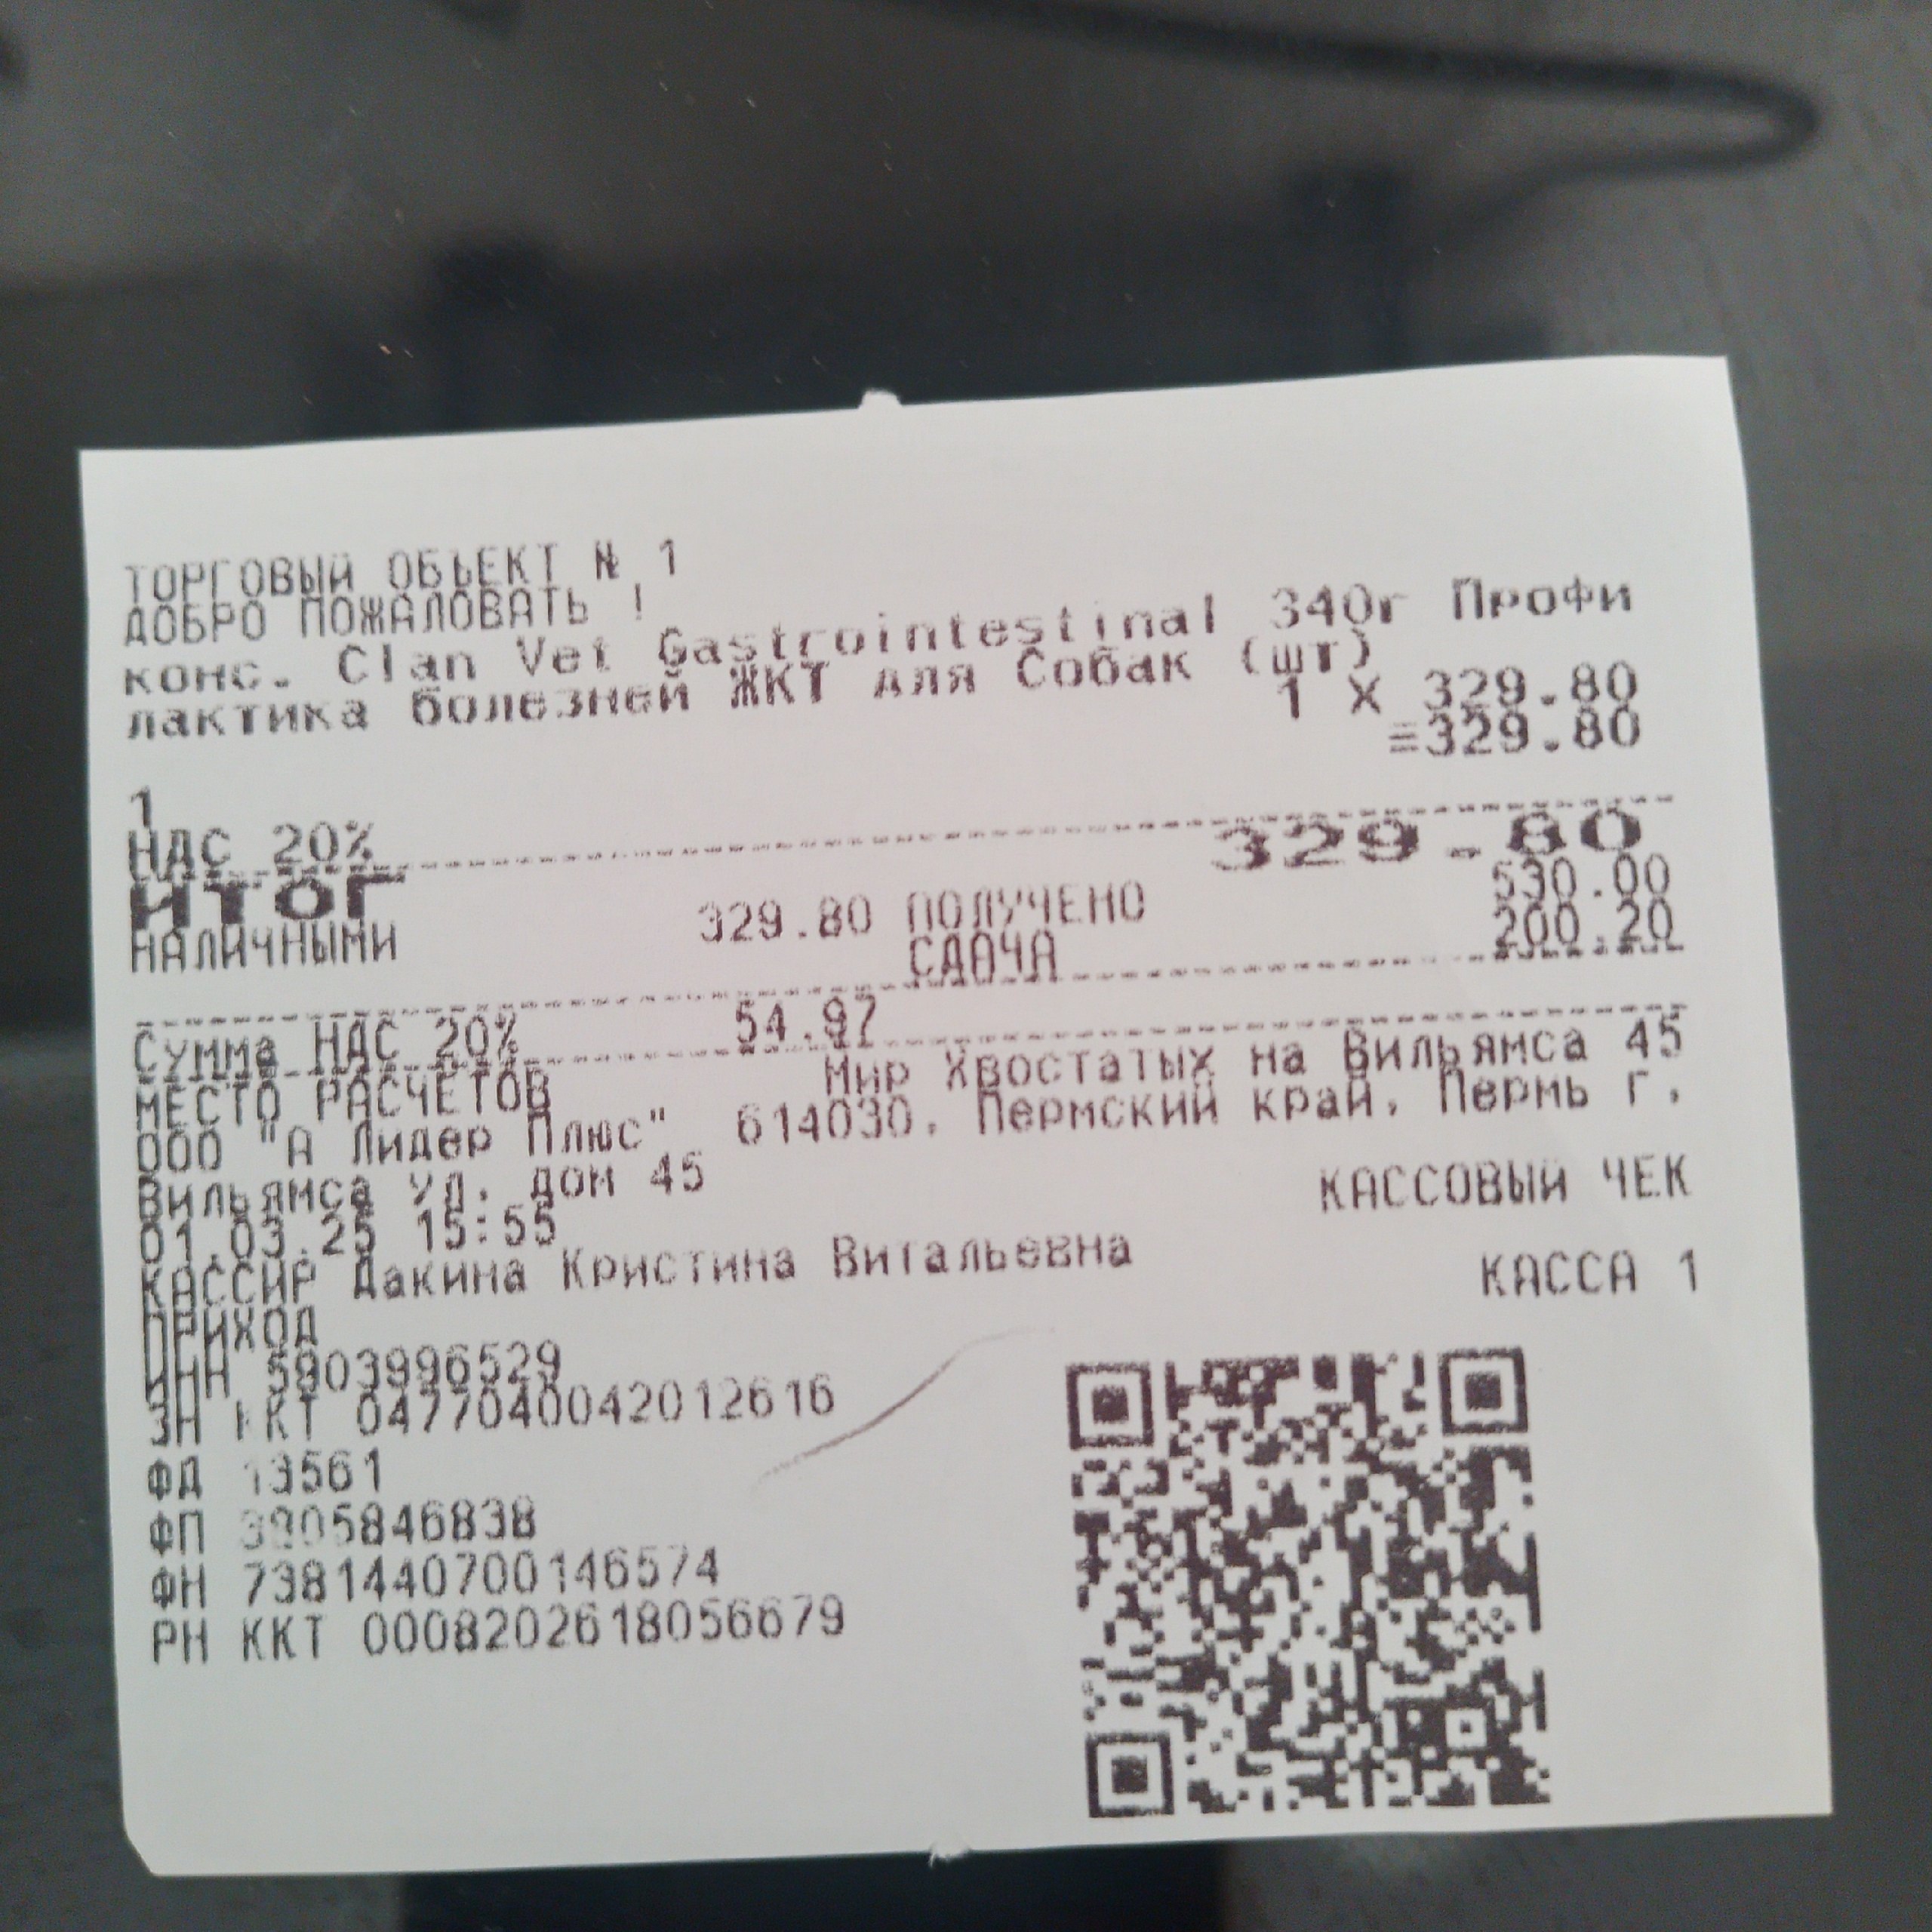 ТОРГОВЫЙ ОБЪЕКТ № 1
ДОБРО ПОЖАЛОВАТЬ !
конс. Clan Vet Gastrointestinal 340г Профи
лактика болезней ЖКТ для Собак (шт)
1 X 329.80
=329.80
1
НДС 20%
ИТОГ 329.80
НАЛИЧНЫМИ 329.80 ПОЛУЧЕНО 530.00
СДАЧА 200.20
Сумма НДС 20% 54.97
МЕСТО РАСЧЕТОВ Мир Хвостатых на Вильямса 45
ООО "А Лидер Плюс" 614030, Пермский край, Пермь г,
Вильямса ул, дом 45
01.03.25 15:55 КАССОВЫЙ ЧЕК
КАССИР Дакина Кристина Витальевна
ПРИХОД КАССА 1
ИНН 5903996529
ЗН ККТ 0477040042012616
ФД 13561
ФП
ФН 7381440700146574
РН ККТ 0008202618056679